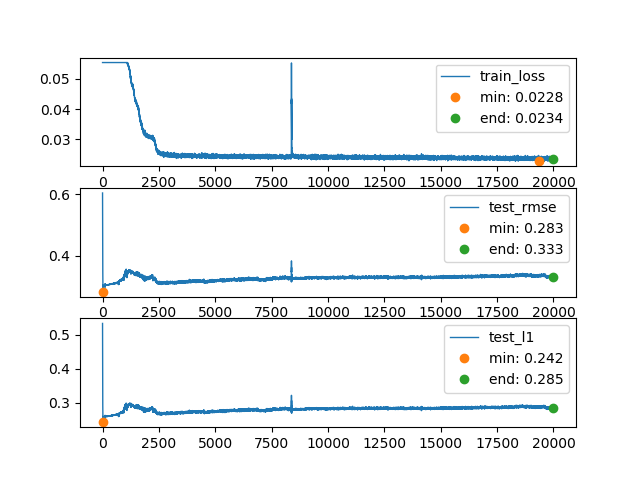 0.05
0.04
0.03
train_loss
min: 0.0228
end: 0.0234
0 2500 5000 7500 10000 12500 15000 17500 20000
0.6
0.4
test_rmse
min: 0.283
end: 0.333
0 2500 5000 7500 10000 12500 15000 17500 20000
0.5
0.4
0.3
test_l1
min: 0.242
end: 0.285
0 2500 5000 7500 10000 12500 15000 17500 20000